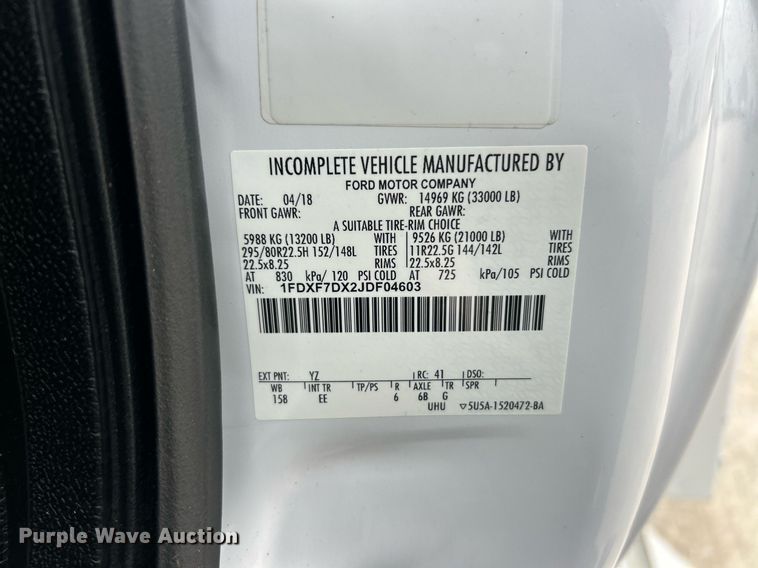 INCOMPLETE VEHICLE MANUFACTURED BY
FORD MOTOR COMPANY
DATE: 04/18 GVWR: 14969 KG (33000 LB)
FRONT GAWR: REAR GAWR:
A SUITABLE TIRE-RIM CHOICE
5988 KG (13200 LB) WITH 9526 KG (21000 LB) WITH
295/80R22.5H 152/148L TIRES 11R22.5G 144/142L TIRES
22.5x8.25 RIMS 22.5x8.25 RIMS
AT 830 kPa/ 120 PSI COLD AT 725 kPa/105 PSI COLD
VIN: 1FDXF7DX2JDF04603
EXT PNT: YZ RC: 41 DSO:
WB INT TR TP/PS R AXLE TR SPR
158 EE 6 6B G
UHU ▽5U5A-1520472-BA
Purple Wave Auction®